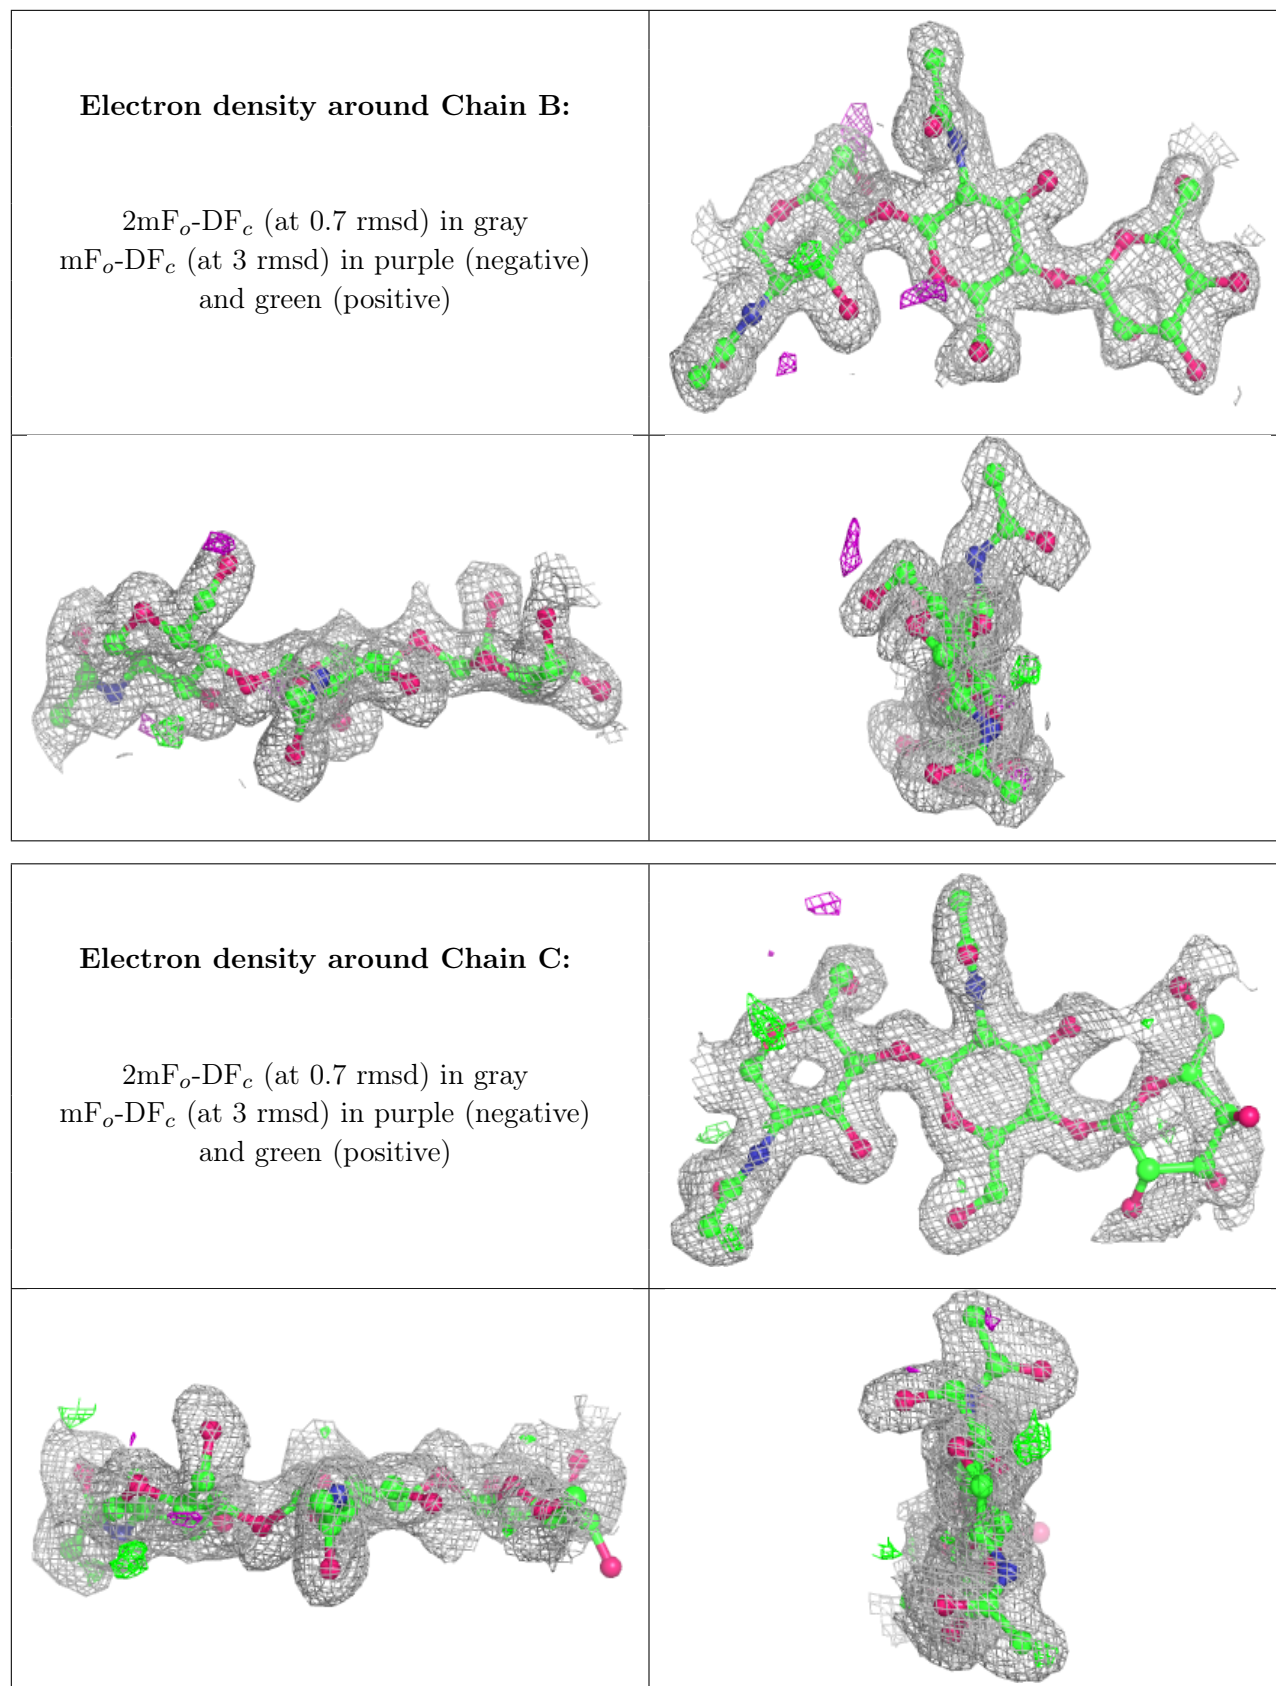 Electron density around Chain B:
2mFₒ-DF𝑐 (at 0.7 rmsd) in gray
mFₒ-DF𝑐 (at 3 rmsd) in purple (negative)
and green (positive)
Electron density around Chain C:
2mFₒ-DF𝑐 (at 0.7 rmsd) in gray
mFₒ-DF𝑐 (at 3 rmsd) in purple (negative)
and green (positive)